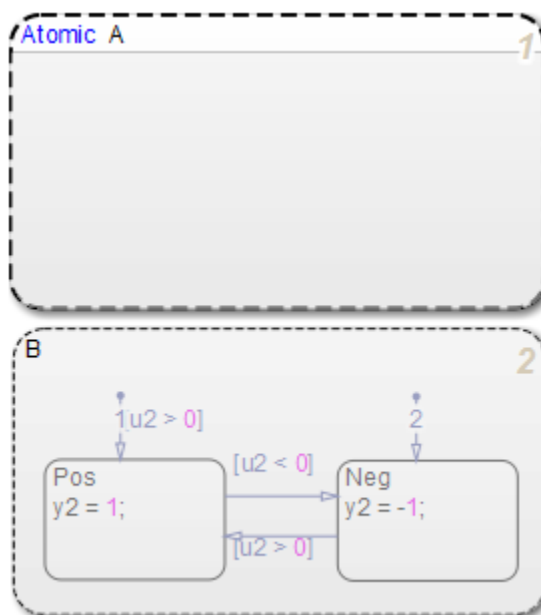 Atomic A
1
B
2
1[u2 > 0]
2
[u2 < 0]
Pos
y2 = 1;
Neg
y2 = -1;
[u2 > 0]